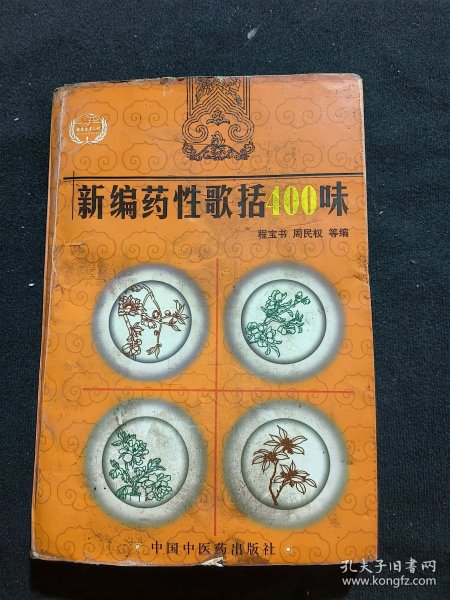 新编药性歌括400味
程宝书 周民权 等编
·中国中医药出版社·
孔夫子旧书网
www.kongfz.com